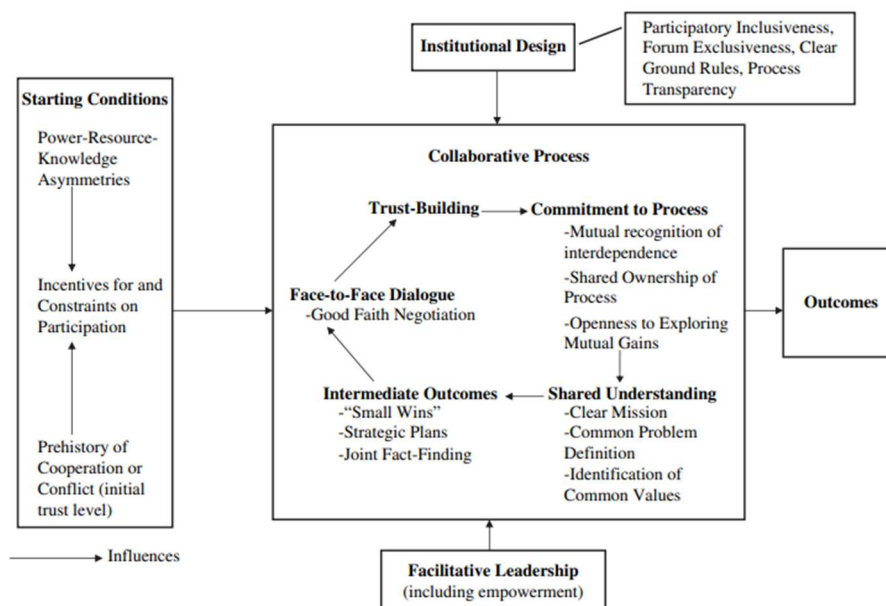 Institutional Design
Participatory Inclusiveness,
Forum Exclusiveness, Clear
Ground Rules, Process
Transparency
Starting Conditions
Power-Resource-
Knowledge
Asymmetries
Incentives for and
Constraints on
Participation
Prehistory of
Cooperation or
Conflict (initial
trust level)
Collaborative Process
Trust-Building
Commitment to Process
-Mutual recognition of
interdependence
-Shared Ownership of
Process
-Openness to Exploring
Mutual Gains
Face-to-Face Dialogue
-Good Faith Negotiation
Intermediate Outcomes
-“Small Wins”
-Strategic Plans
-Joint Fact-Finding
Shared Understanding
-Clear Mission
-Common Problem
Definition
-Identification of
Common Values
Outcomes
Influences
Facilitative Leadership
(including empowerment)